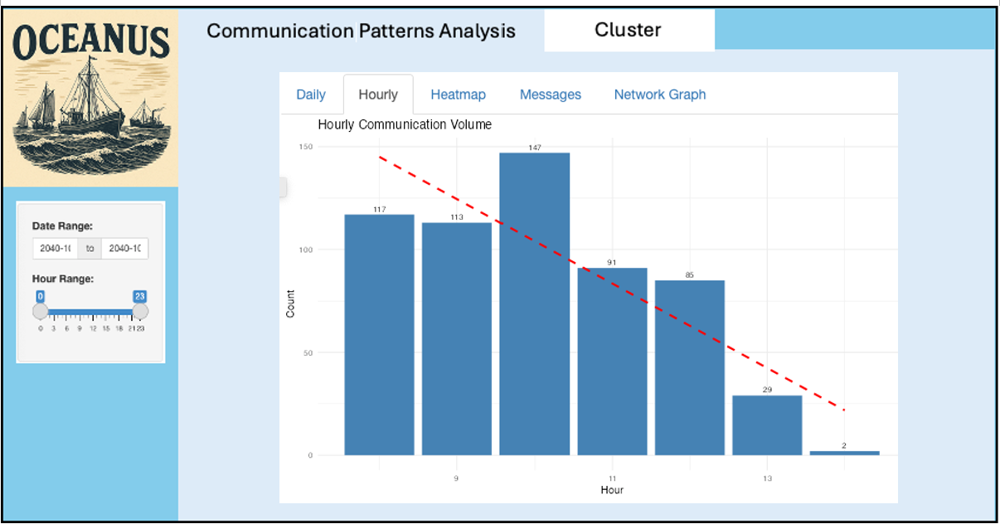 OCEANUS
Communication Patterns Analysis
Cluster
Daily
Hourly
Heatmap
Messages
Network Graph
Hourly Communication Volume
Date Range:
2040-1
to
2040-1
Hour Range:
0
23
0 3 6 9 12 15 18 21 23
Count
150
100
50
0
117
113
147
91
85
29
2
9
11
13
Hour